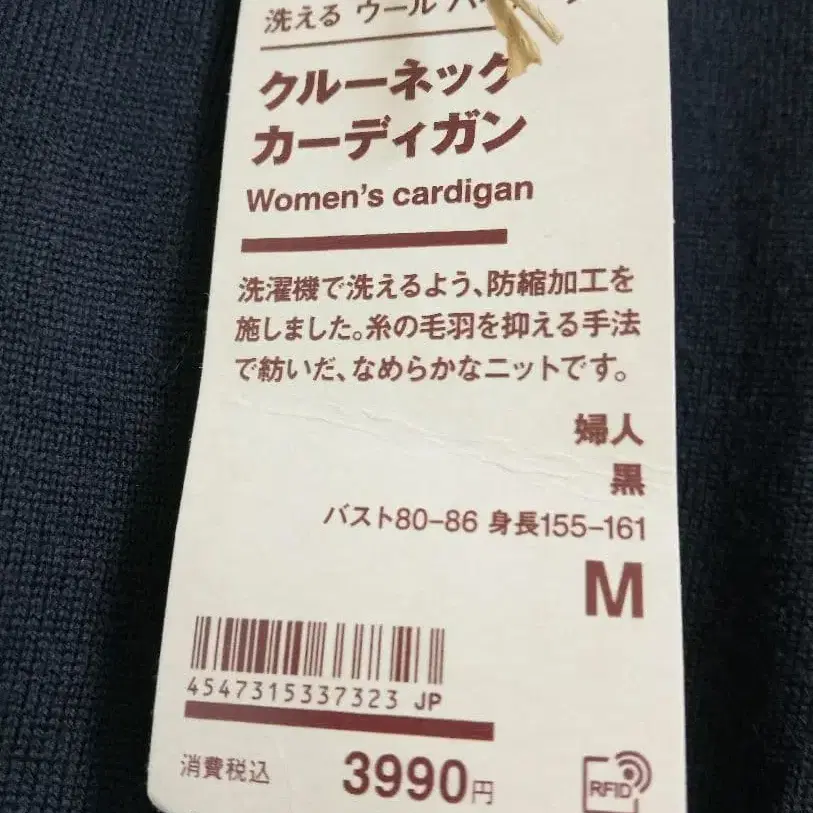 洗える ウール
クルーネック
カーディガン
Women's cardigan
洗濯機で洗えるよう、防縮加工を
施しました。糸の毛羽を抑える手法
で紡いだ、なめらかなニットです。
婦人
黒
バスト80-86 身長155-161
M
4547315337323 JP
消費税込 3990円
RFID